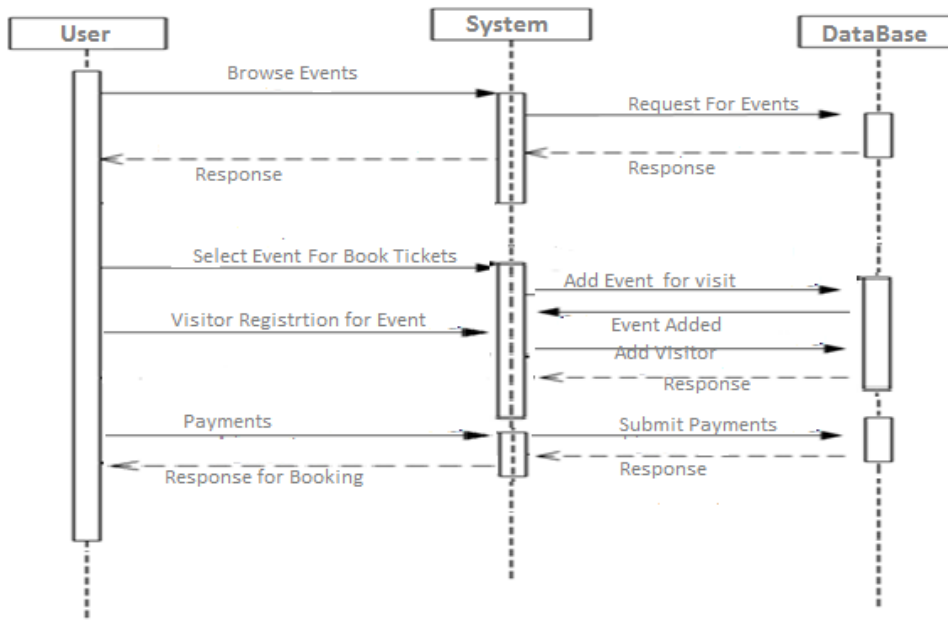 User
System
DataBase
Browse Events
Request For Events
Response
Response
Select Event For Book Tickets
Add Event for visit
Visitor Registrtion for Event
Event Added
Add Visitor
Response
Payments
Submit Payments
Response for Booking
Response